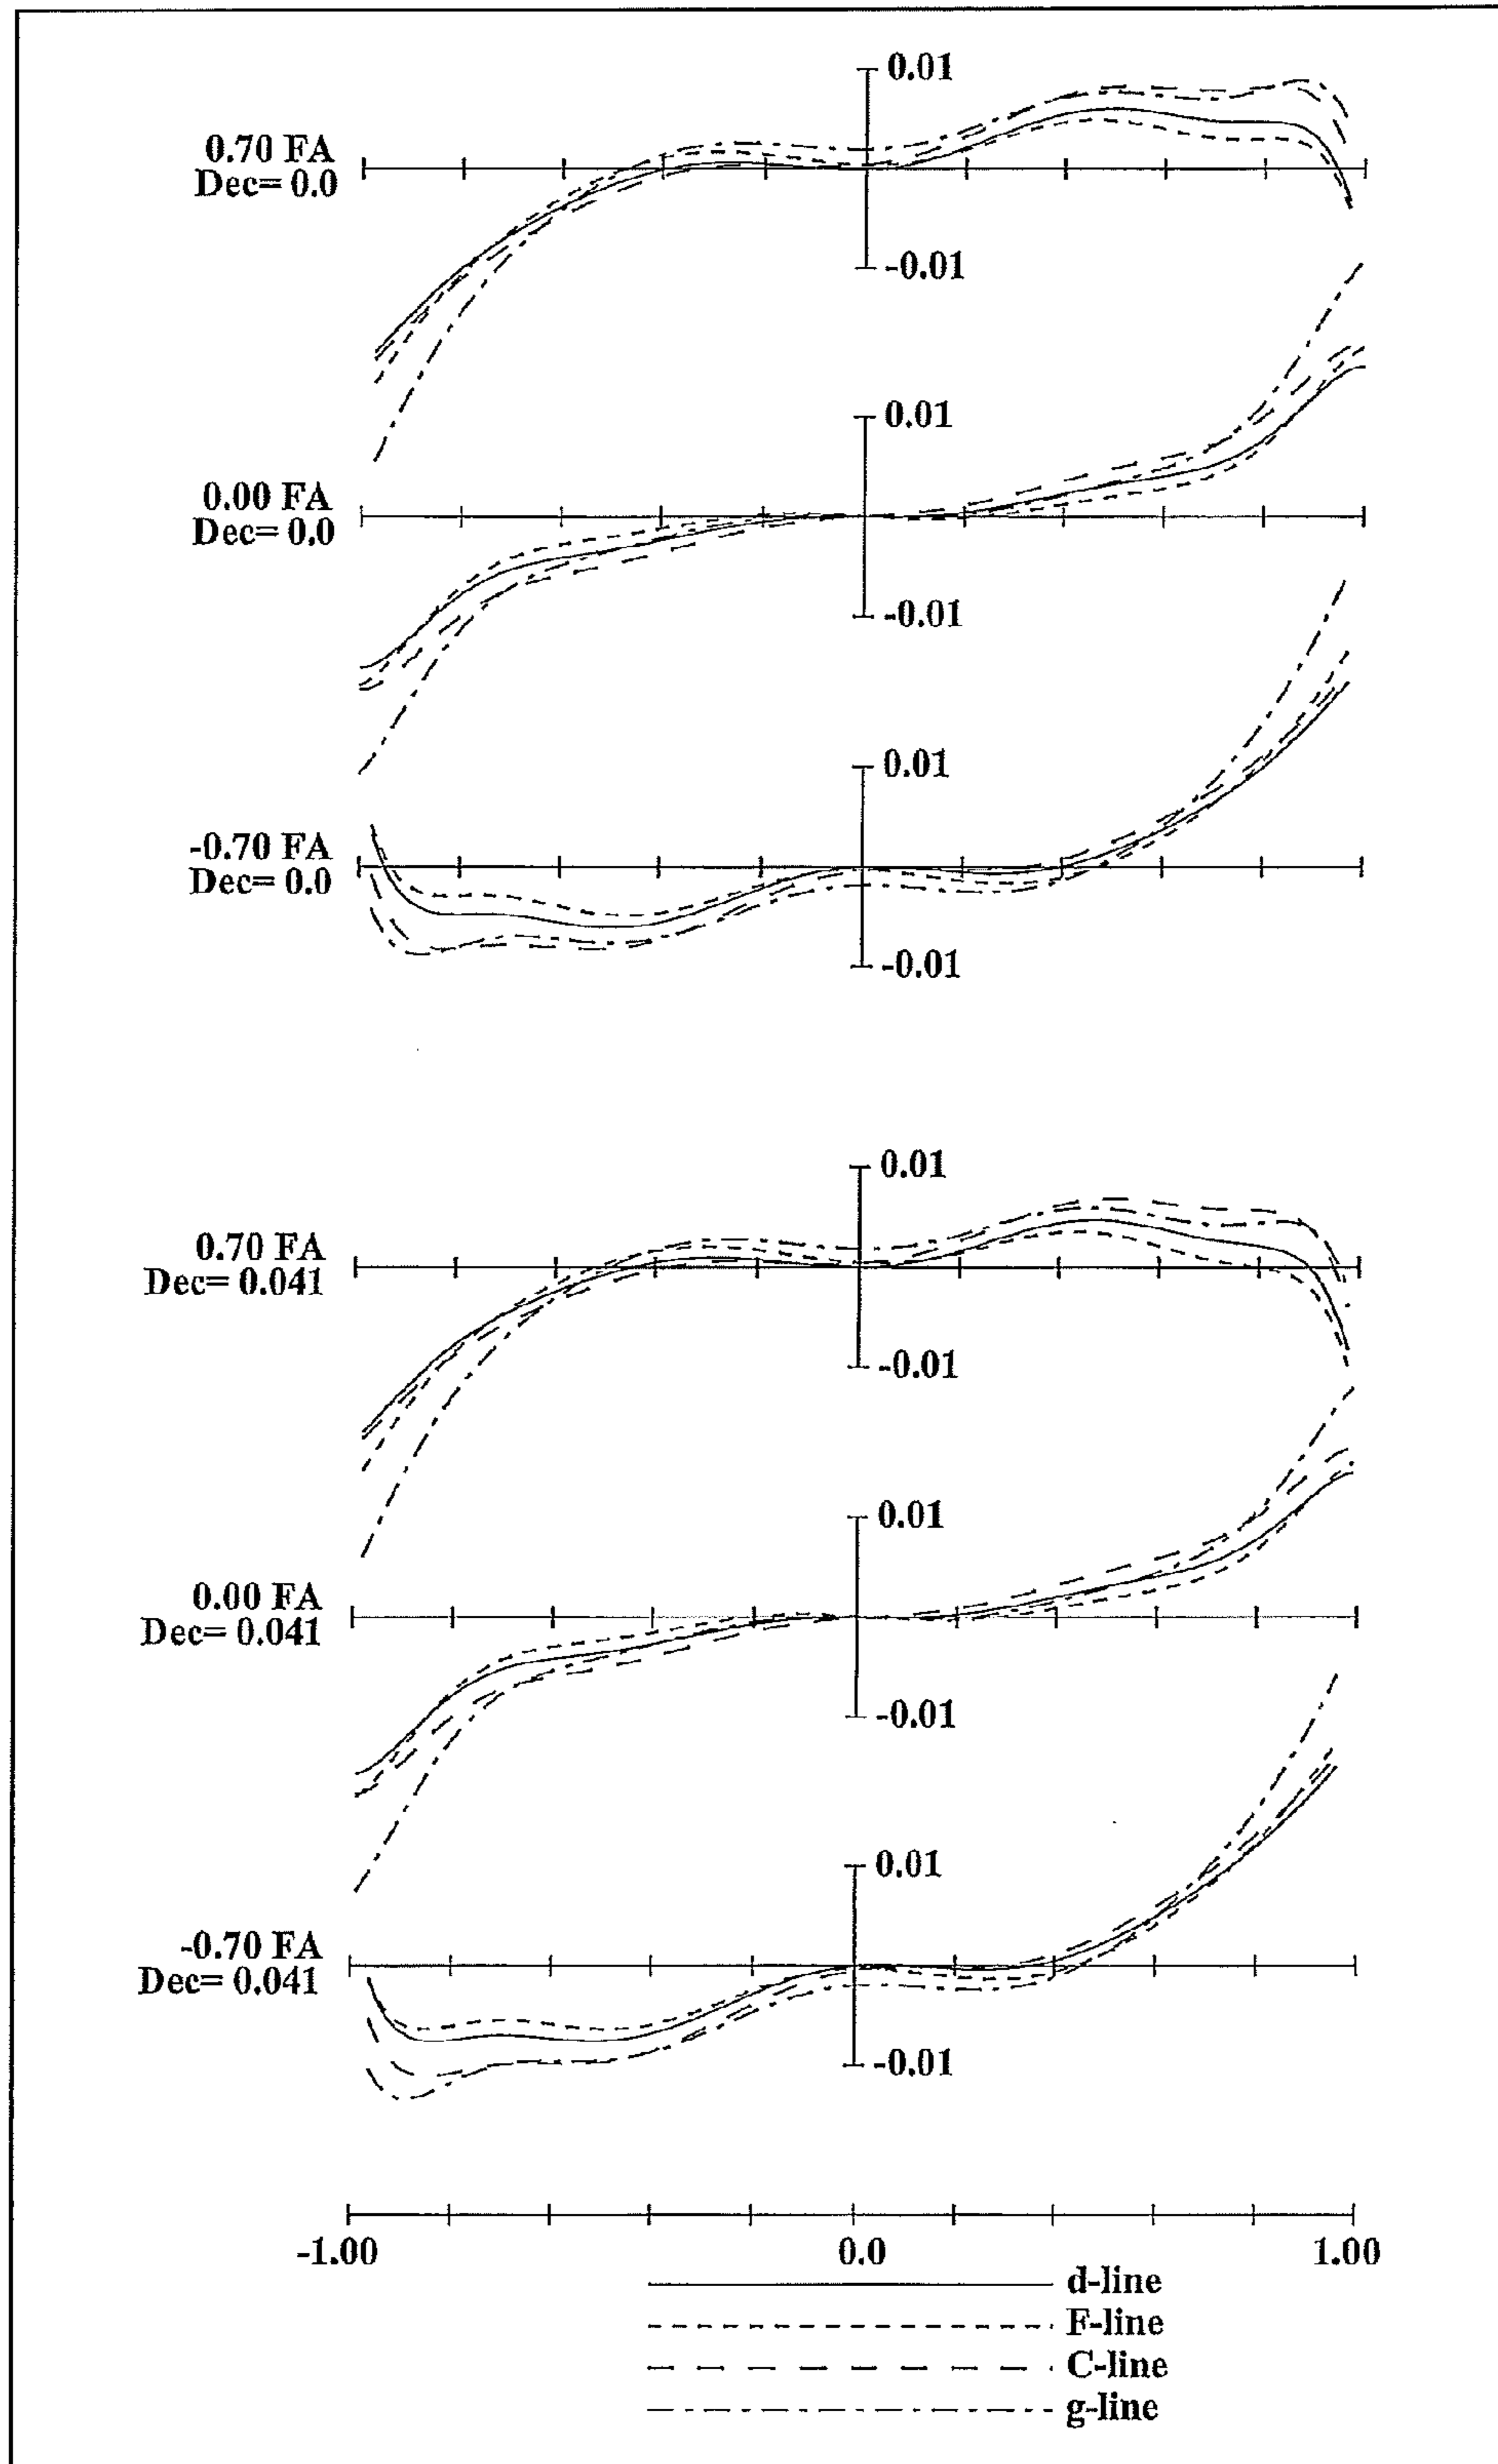 0.01
0.70 FA
Dec= 0.0
-0.01
0.01
0.00 FA
Dec= 0.0
-0.01
0.01
-0.70 FA
Dec= 0.0
-0.01
0.01
0.70 FA
Dec= 0.041
-0.01
0.01
0.00 FA
Dec= 0.041
-0.01
0.01
-0.70 FA
Dec= 0.041
-0.01
-1.00 0.0 1.00
d-line
F-line
C-line
g-line